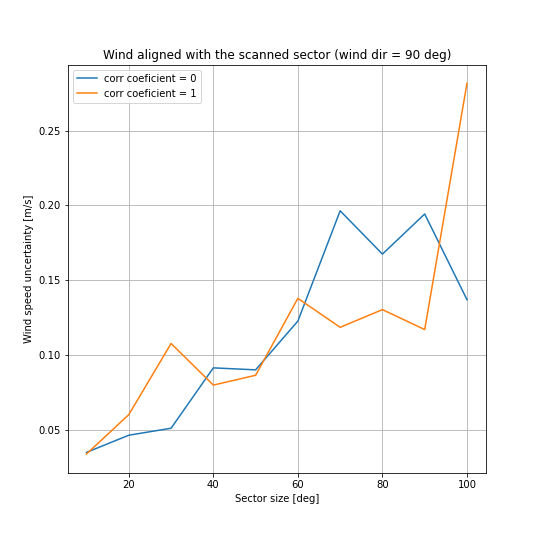 Wind aligned with the scanned sector (wind dir = 90 deg)
corr coeficient = 0
corr coeficient = 1
Wind speed uncertainty [m/s]
0.25
0.20
0.15
0.10
0.05
20 40 60 80 100
Sector size [deg]